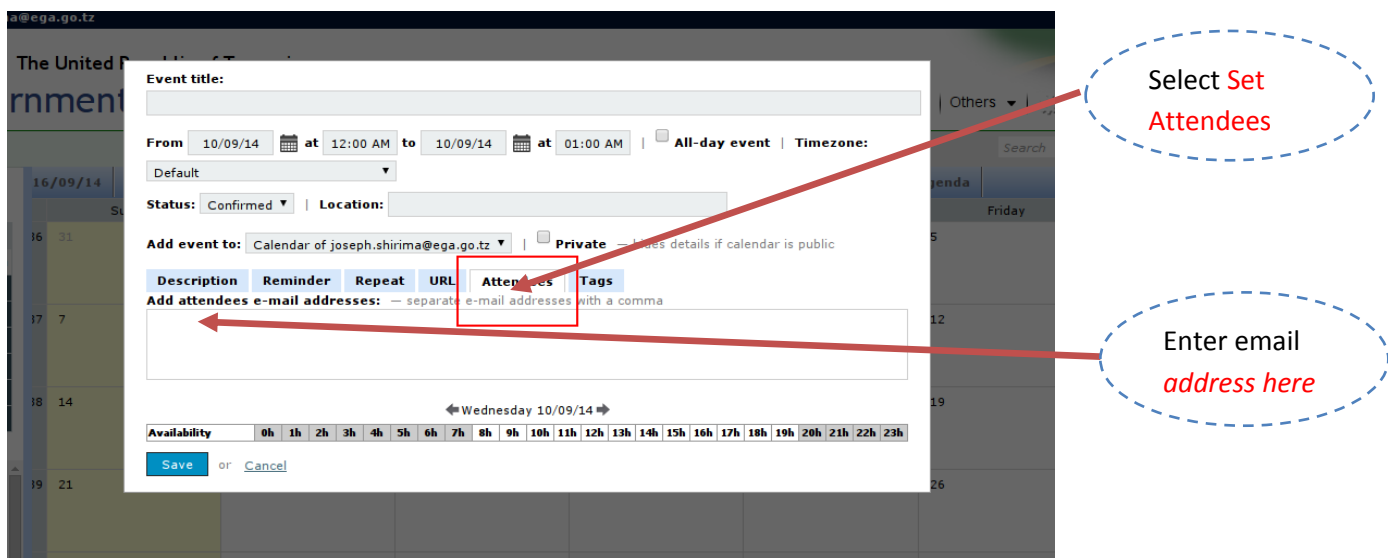 a@ega.go.tz
The United
rnment
Others
Search
16/09/14
genda
Su
Friday
36 31
5
37 7
12
38 14
19
39 21
26
Event title:
From 10/09/14 at 12:00 AM to 10/09/14 at 01:00 AM | All-day event | Timezone:
Default
Status: Confirmed | Location:
Add event to: Calendar of joseph.shirima@ega.go.tz | Private — hides details if calendar is public
Description Reminder Repeat URL Attendees Tags
Add attendees e-mail addresses: — separate e-mail addresses with a comma
Wednesday 10/09/14
Availability 0h 1h 2h 3h 4h 5h 6h 7h 8h 9h 10h 11h 12h 13h 14h 15h 16h 17h 18h 19h 20h 21h 22h 23h
Save or Cancel
Select Set
Attendees
Enter email
address here